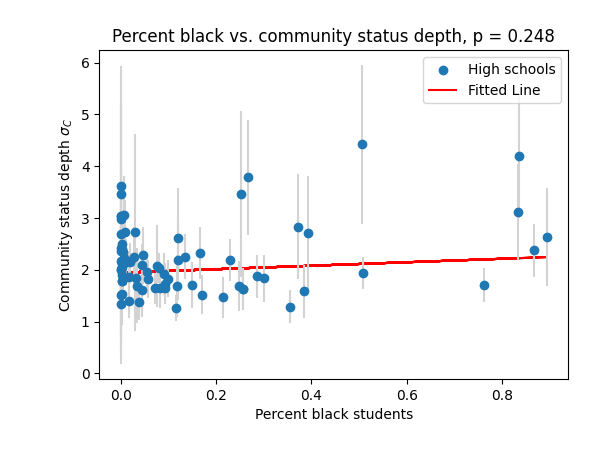 Percent black vs. community status depth, p = 0.248
High schools
Fitted Line
Community status depth σ_C
6
5
4
3
2
1
0
0.0 0.2 0.4 0.6 0.8
Percent black students